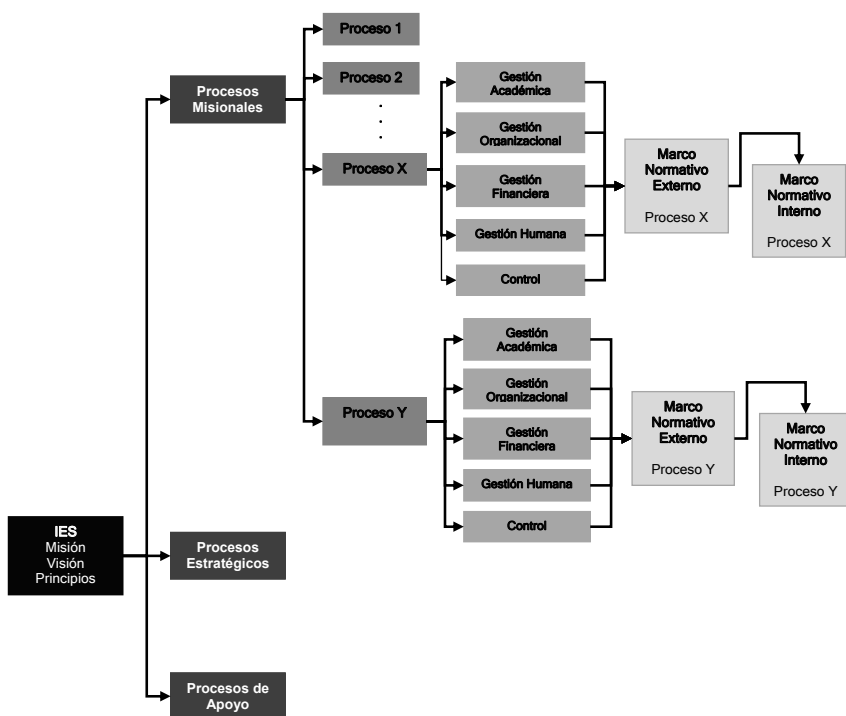 Proceso 1
Proceso 2
.
.
.
Procesos
Misionales
Proceso X
Gestión
Académica
Gestión
Organizacional
Gestión
Financiera
Gestión Humana
Control
Marco
Normativo
Externo
Proceso X
Marco
Normativo
Interno
Proceso X
Proceso Y
Gestión
Académica
Gestión
Organizacional
Gestión
Financiera
Gestión Humana
Control
Marco
Normativo
Externo
Proceso Y
Marco
Normativo
Interno
Proceso Y
IES
Misión
Visión
Principios
Procesos
Estratégicos
Procesos de
Apoyo